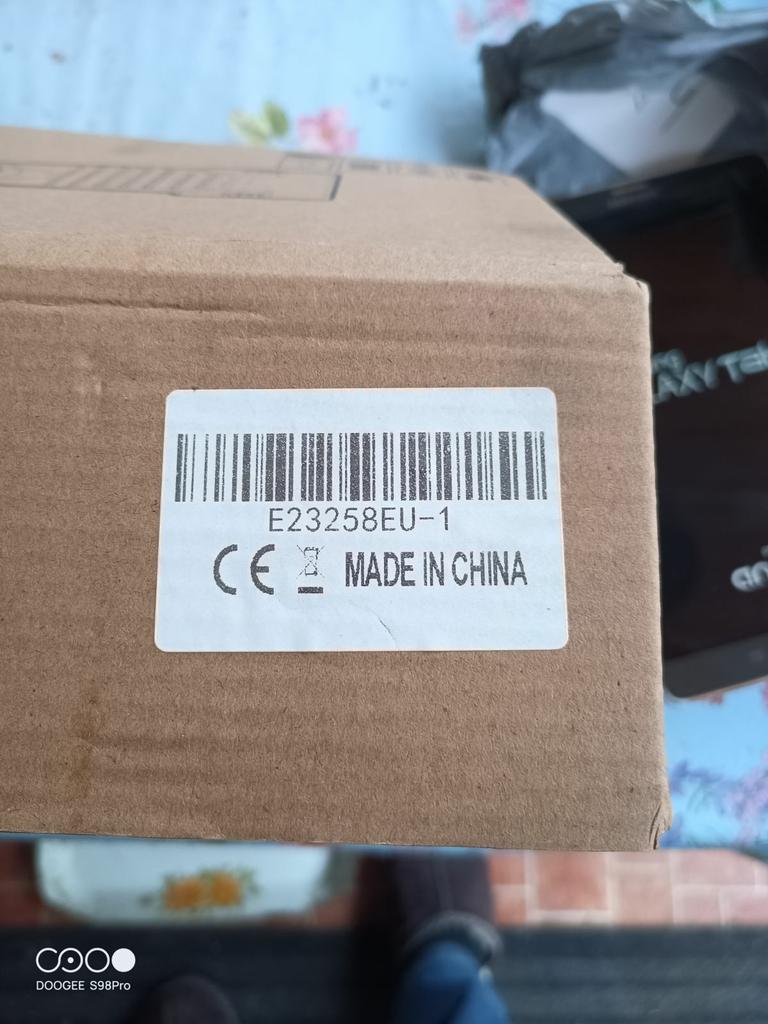 E23258EU-1
CE MADE IN CHINA
DOOGEE S98Pro